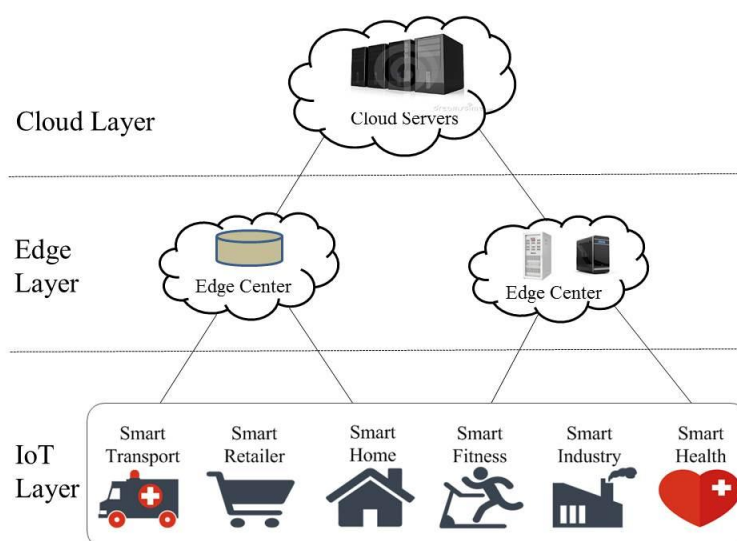 Cloud Layer
Cloud Servers
Edge
Layer
Edge Center
Edge Center
IoT
Layer
Smart
Transport
Smart
Retailer
Smart
Home
Smart
Fitness
Smart
Industry
Smart
Health